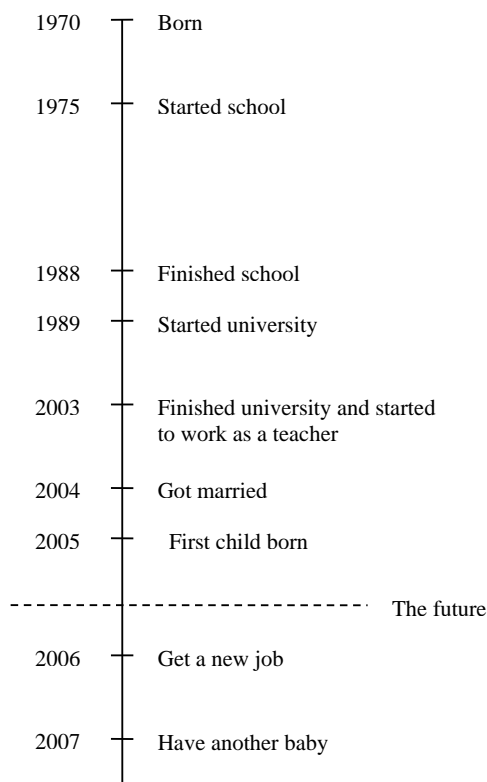 1970 Born
1975 Started school
1988 Finished school
1989 Started university
2003 Finished university and started
to work as a teacher
2004 Got married
2005 First child born
The future
2006 Get a new job
2007 Have another baby